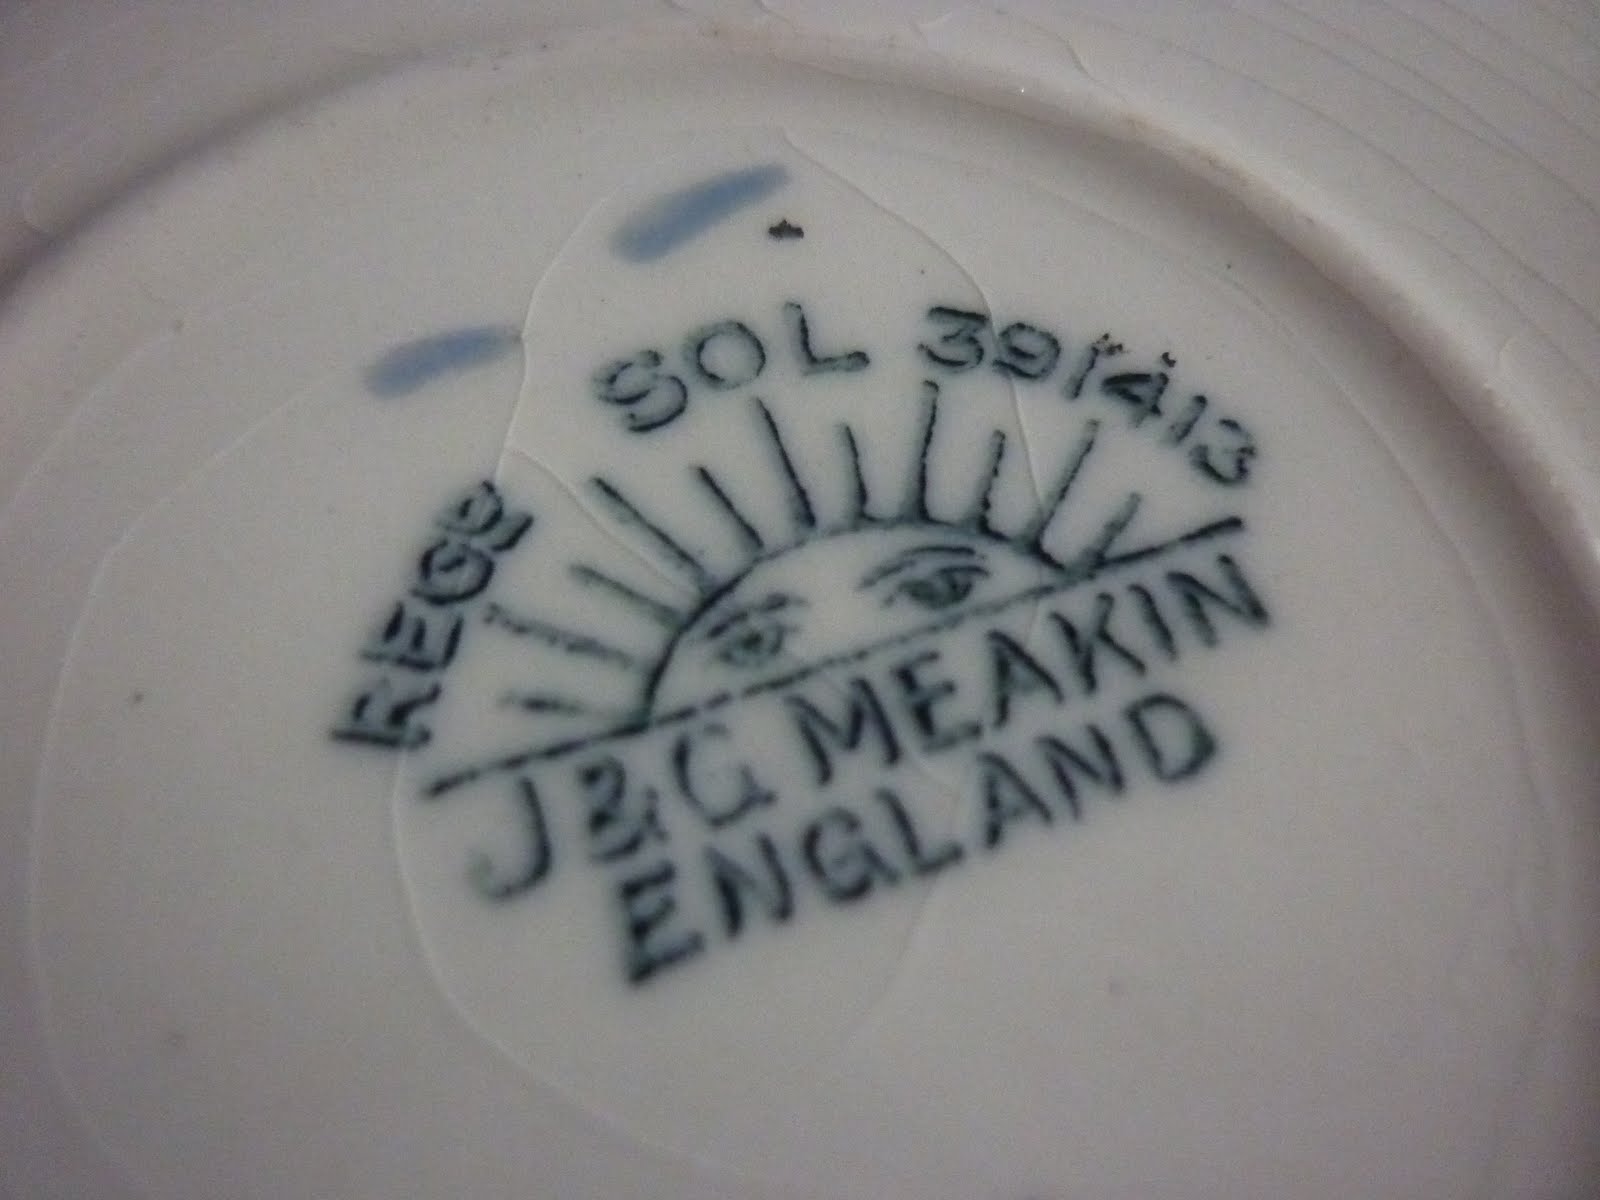 REGD SOL 391413
J & G MEAKIN
ENGLAND